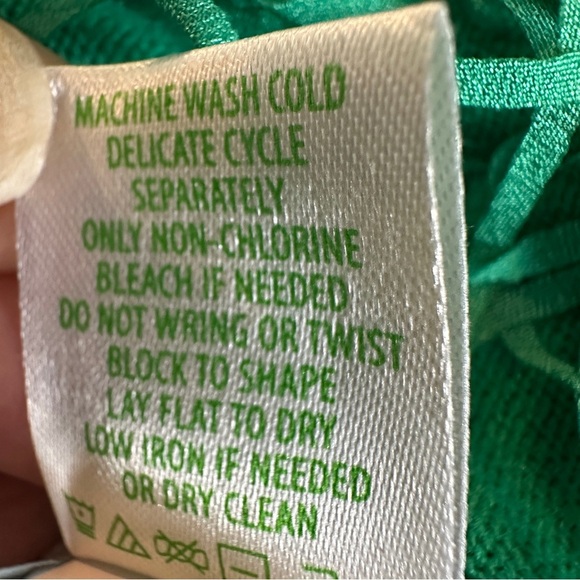 MACHINE WASH COLD
DELICATE CYCLE
SEPARATELY
ONLY NON-CHLORINE
BLEACH IF NEEDED
DO NOT WRING OR TWIST
BLOCK TO SHAPE
LAY FLAT TO DRY
LOW IRON IF NEEDED
OR DRY CLEAN